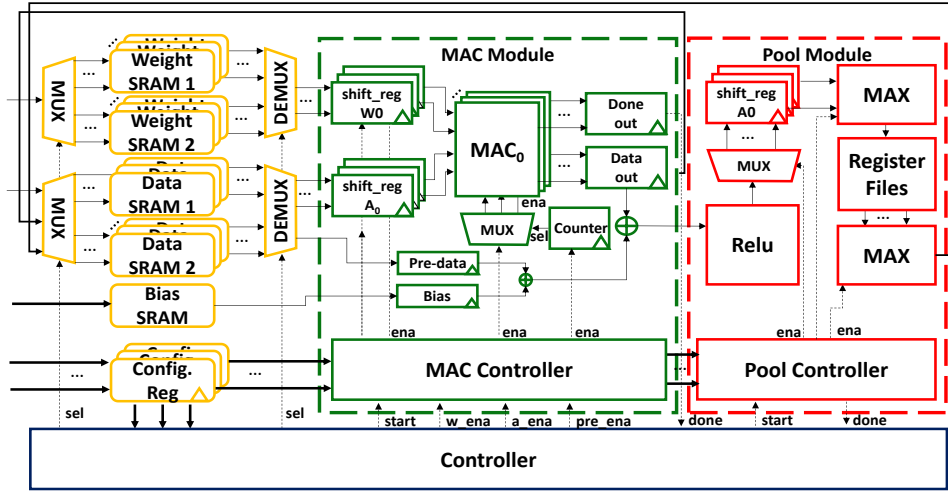 MAC Module
Pool Module
MUX
Weight
SRAM 1
Weight
SRAM 2
DEMUX
shift_reg
W0
MAC₀
Done
out
shift_reg
A0
MAX
MUX
Data
SRAM 1
Data
SRAM 2
DEMUX
shift_reg
A₀
Data
out
MUX
Register
Files
ena
MUX
sel
Counter
Relu
MAX
Pre-data
Bias
SRAM
Bias
ena
ena
ena
ena
ena
Config.
Config.
Reg
MAC Controller
Pool Controller
sel
sel
start
w_ena
a_ena
pre_ena
done
start
done
Controller